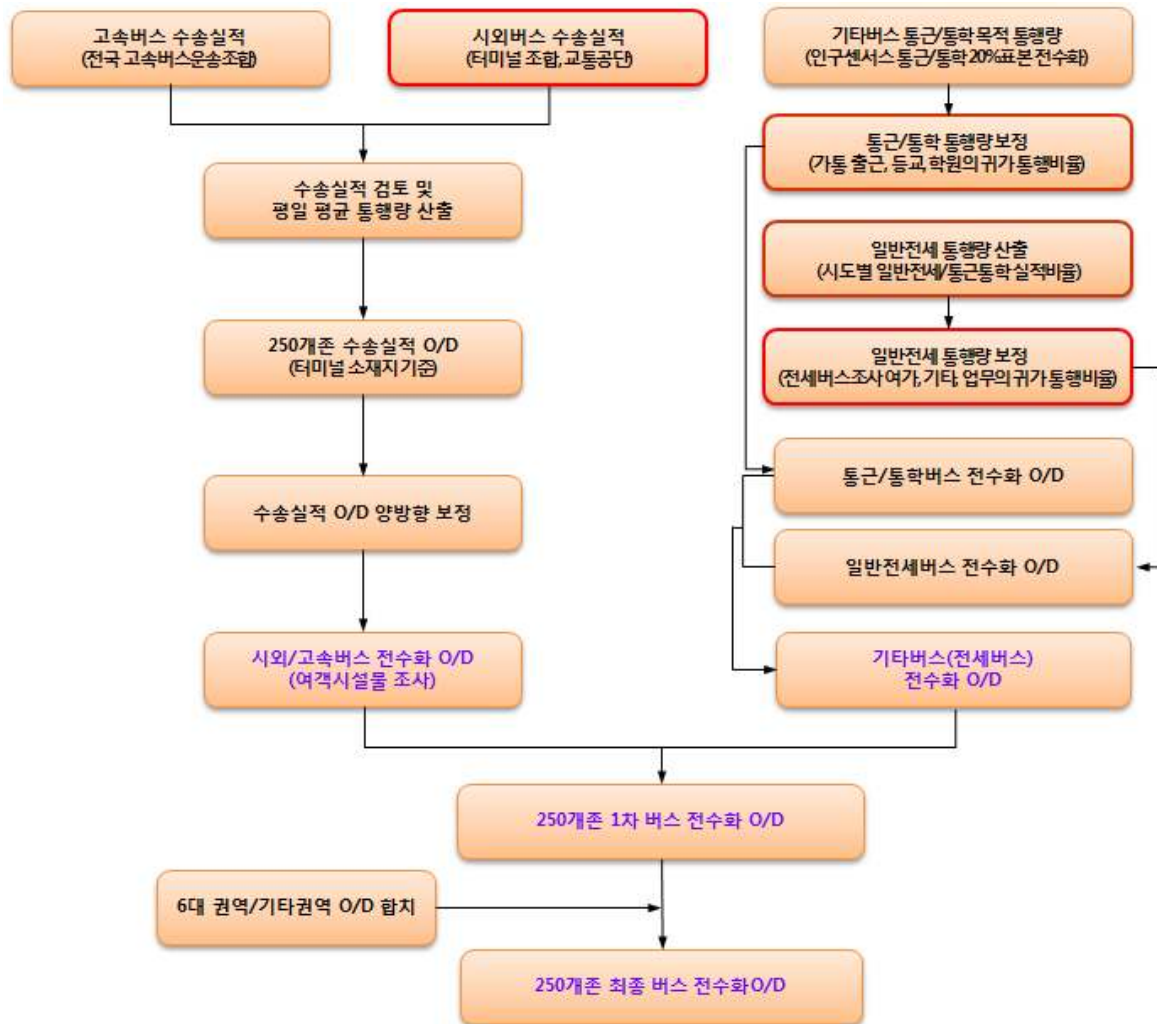 고속버스 수송실적
(전국 고속버스운송조합)
시외버스 수송실적
(터미널 조합, 교통공단)
기타버스 통근/통학 목적 통행량
(인구센서스 통근/통학 20%표본 전수화)
통근/통학 통행량 보정
(가통 출근, 등교, 학원의 귀가 통행비율)
수송실적 검토 및
평일 평균 통행량 산출
일반전세 통행량 산출
(시도별 일반전세/통근통학 실적비율)
250개존 수송실적 O/D
(터미널 소재지 기준)
일반전세 통행량 보정
(전세버스조사 여가, 기타, 업무의 귀가 통행비율)
수송실적 O/D 양방향 보정
통근/통학버스 전수화 O/D
일반전세버스 전수화 O/D
시외/고속버스 전수화 O/D
(여객시설물 조사)
기타버스(전세버스)
전수화 O/D
250개존 1차 버스 전수화 O/D
6대 권역/기타권역 O/D 합치
250개존 최종 버스 전수화 O/D